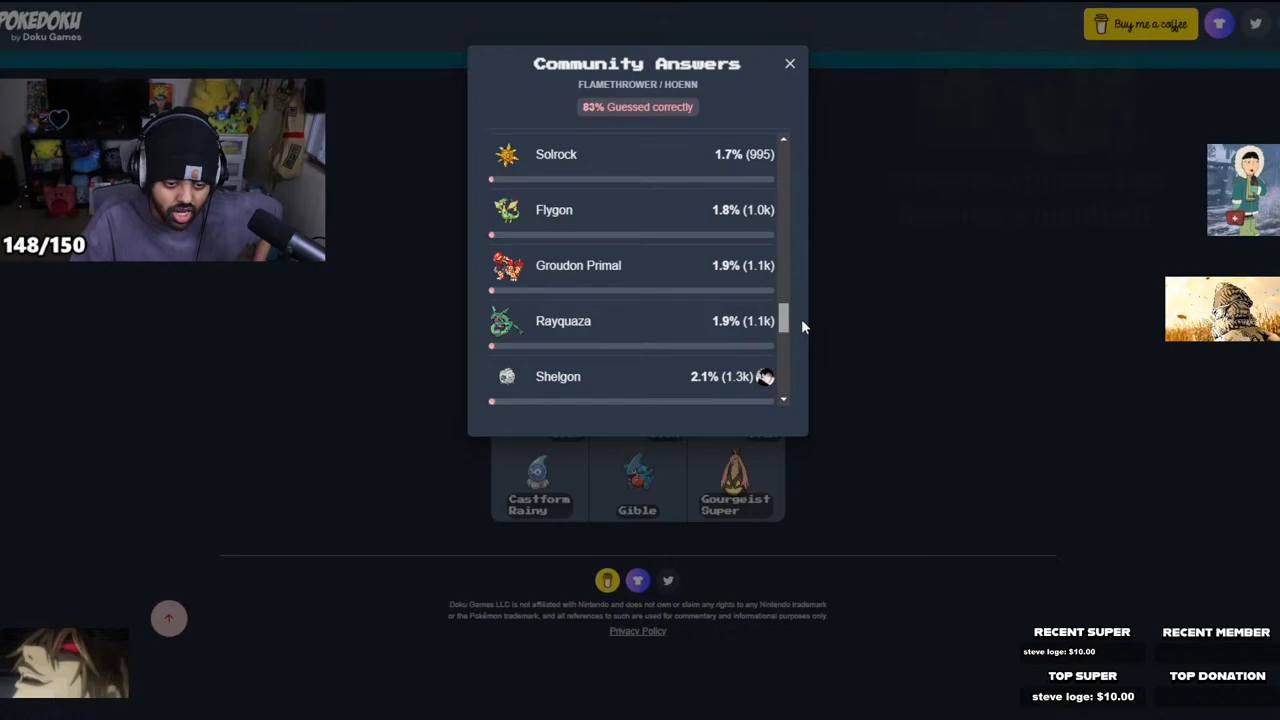 POKEDOKU
by Doku Games
Buy me a coffee
Community Answers
FLAMETHROWER / HOENN
83% Guessed correctly
Solrock 1.7% (995)
Flygon 1.8% (1.0k)
Groudon Primal 1.9% (1.1k)
Rayquaza 1.9% (1.1k)
Shelgon 2.1% (1.3k)
148/150
Castform Rainy
Gible
Gourgeist Super
Doku Games LLC is not affiliated with Nintendo and does not own or claim any rights to any Nintendo trademark
or the Pokémon trademark, and all references to such are used for commentary and informational purposes only.
Privacy Policy
RECENT SUPER
steve loge: $10.00
RECENT MEMBER
TOP SUPER
steve loge: $10.00
TOP DONATION